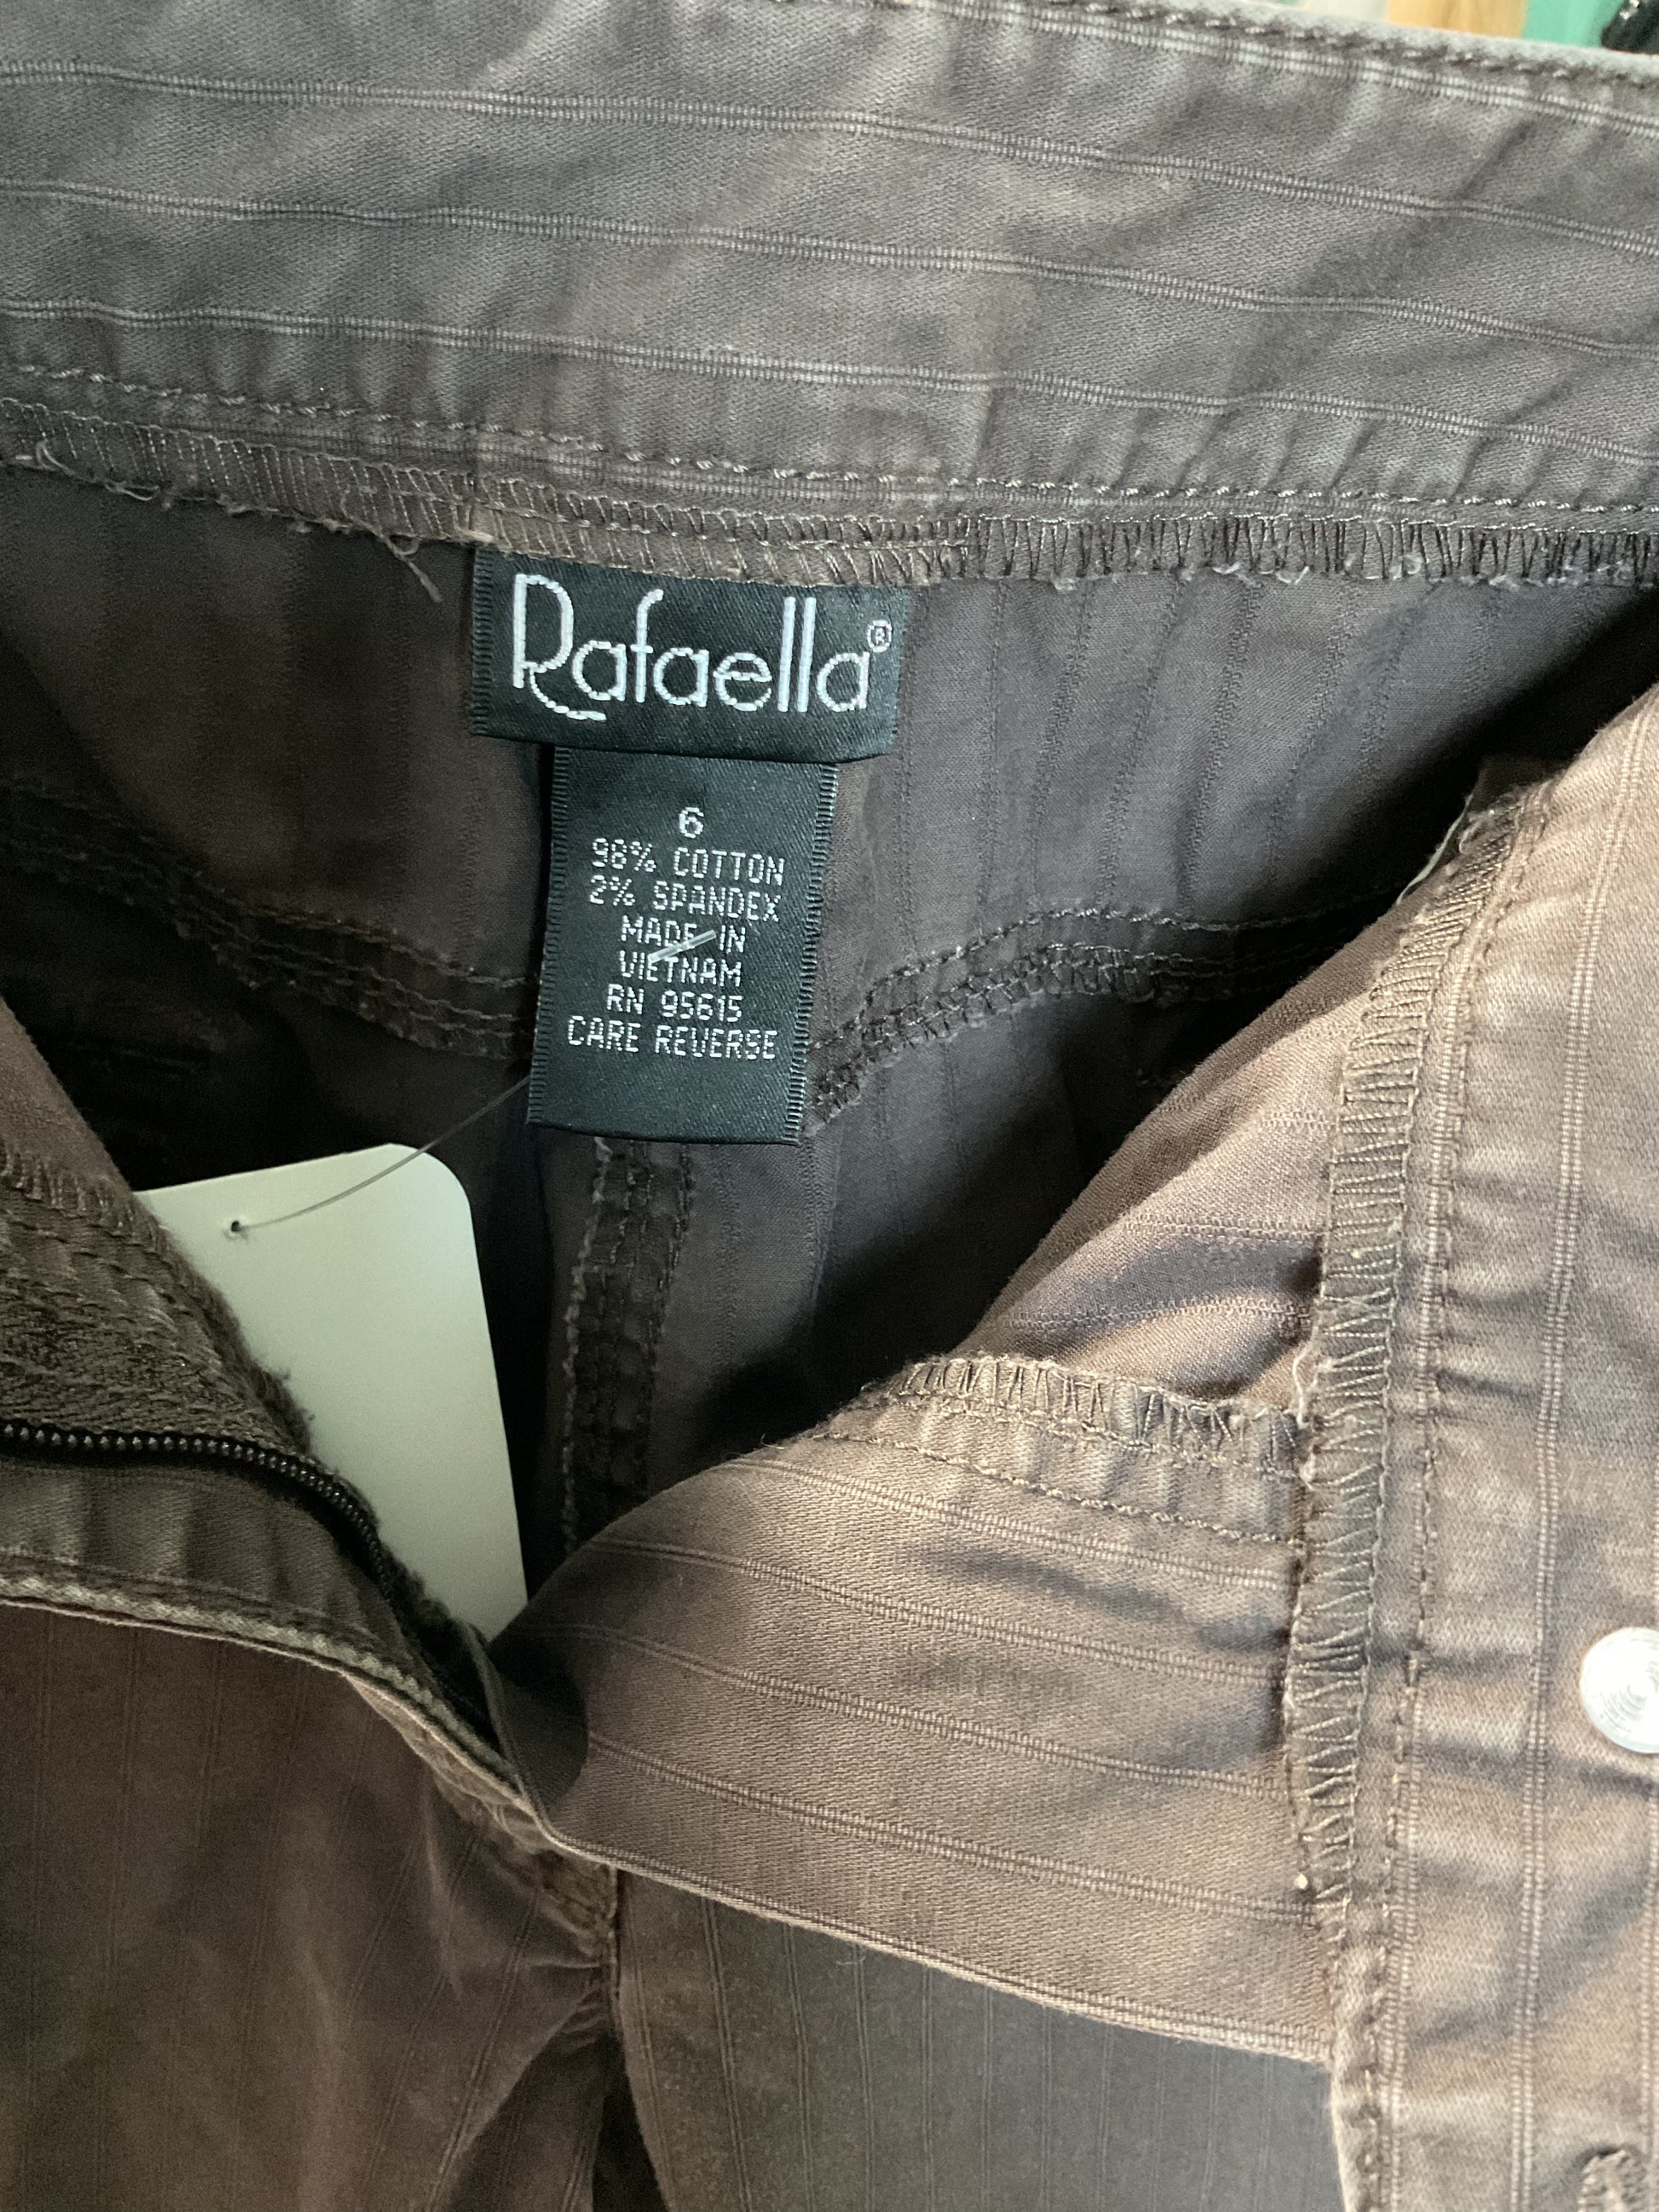 Rafaella®
6
98% COTTON
2% SPANDEX
MADE IN
VIETNAM
RN 95615
CARE REVERSE